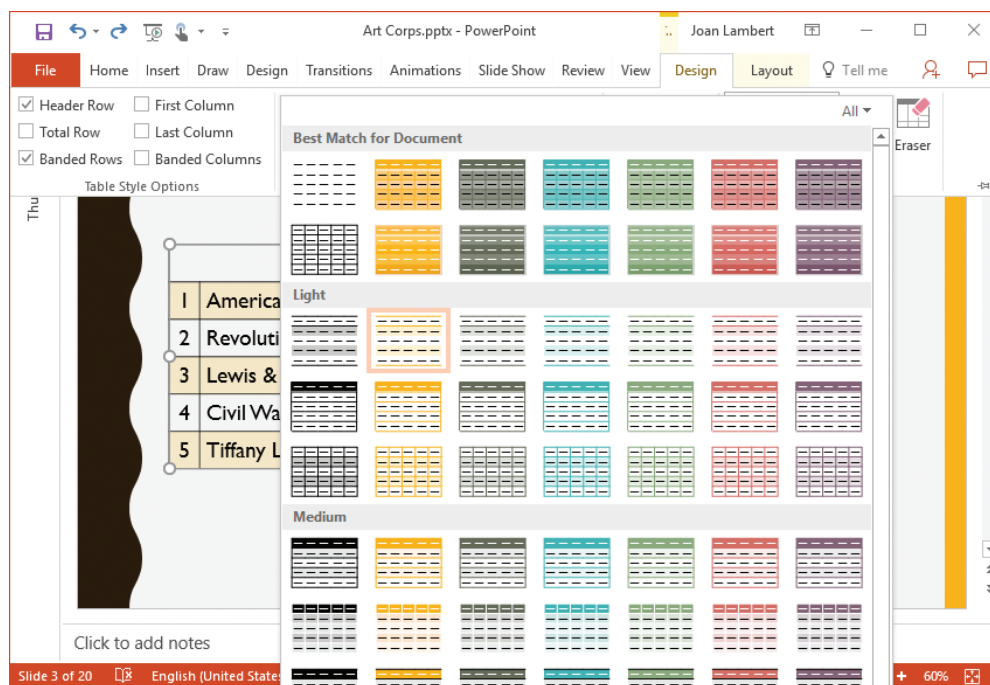 Art Corps.pptx - PowerPoint
Joan Lambert
File Home Insert Draw Design Transitions Animations Slide Show Review View Design Layout Tell me
Header Row First Column
Total Row Last Column
Banded Rows Banded Columns
Table Style Options
All
Eraser
Best Match for Document
Light
Medium
Thu
1 America
2 Revoluti
3 Lewis &
4 Civil Wa
5 Tiffany L
Click to add notes
Slide 3 of 20 English (United State
+ 60%